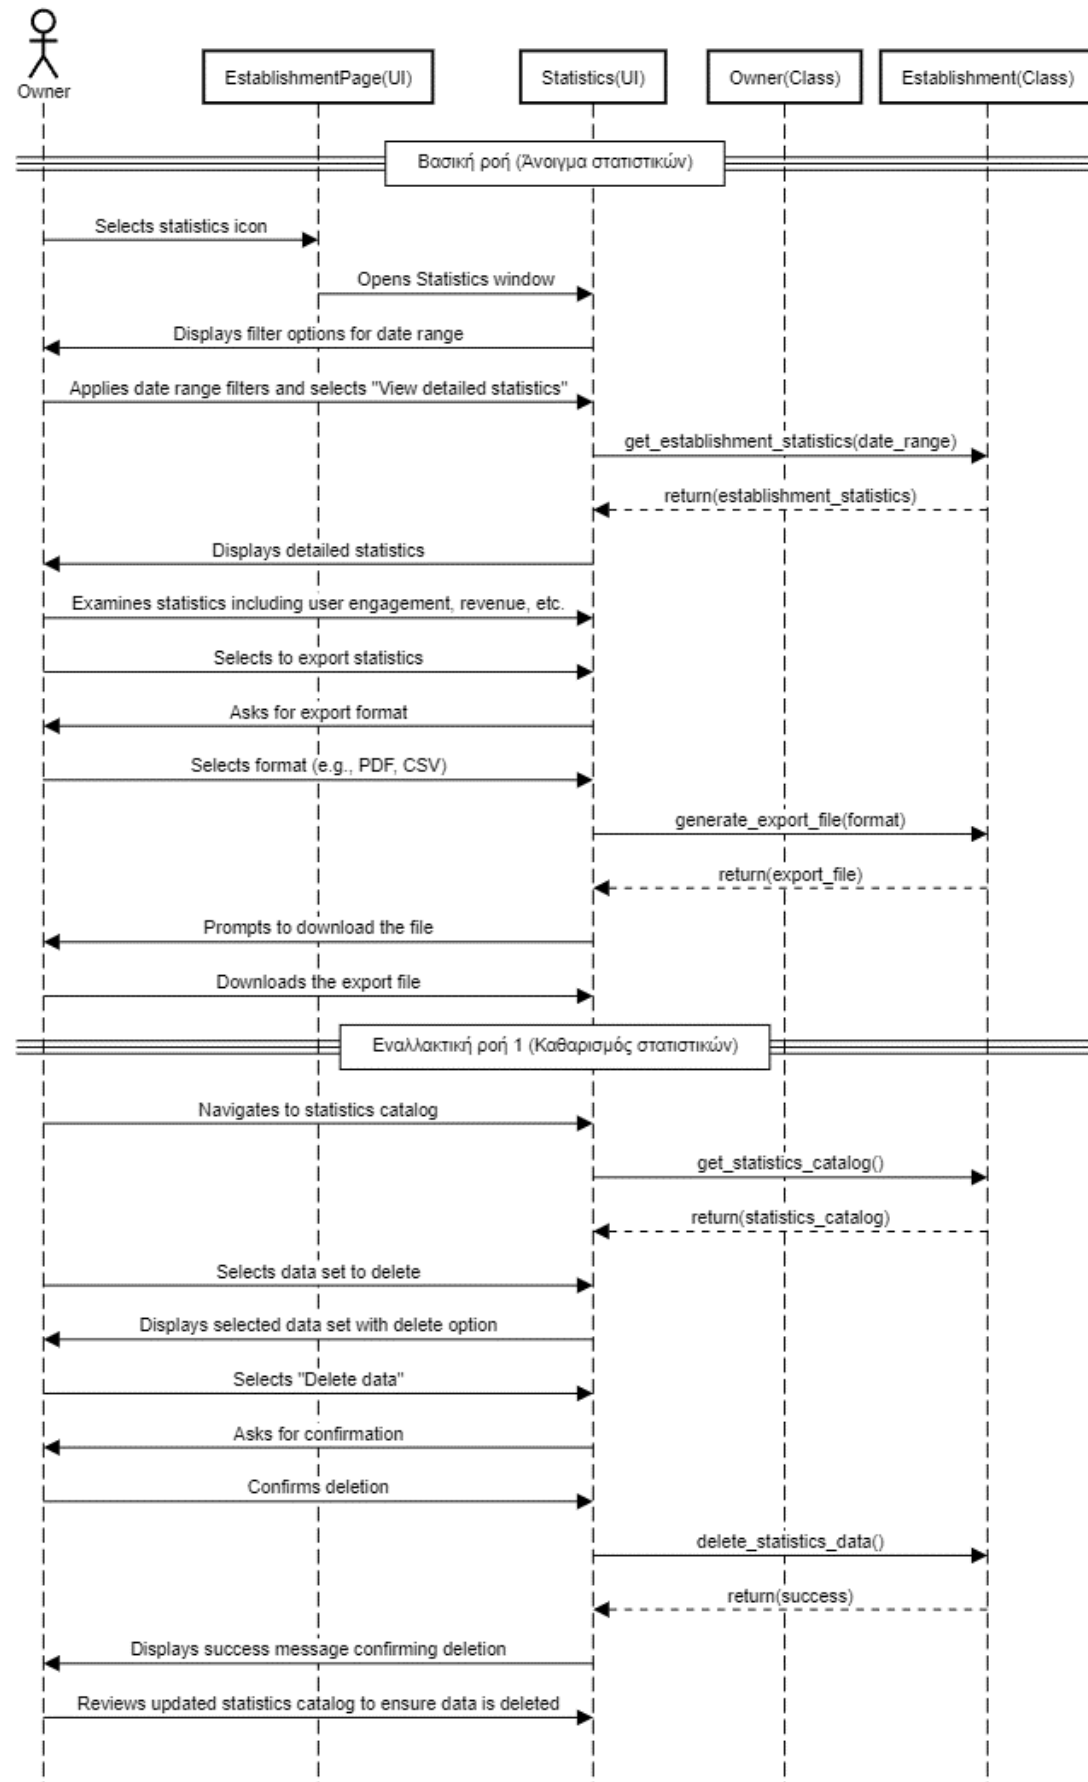 Owner
EstablishmentPage(UI)
Statistics(UI)
Owner(Class)
Establishment(Class)
Βασική ροή (Άνοιγμα στατιστικών)
Selects statistics icon
Opens Statistics window
Displays filter options for date range
Applies date range filters and selects "View detailed statistics"
get_establishment_statistics(date_range)
return(establishment_statistics)
Displays detailed statistics
Examines statistics including user engagement, revenue, etc.
Selects to export statistics
Asks for export format
Selects format (e.g., PDF, CSV)
generate_export_file(format)
return(export_file)
Prompts to download the file
Downloads the export file
Εναλλακτική ροή 1 (Καθαρισμός στατιστικών)
Navigates to statistics catalog
get_statistics_catalog()
return(statistics_catalog)
Selects data set to delete
Displays selected data set with delete option
Selects "Delete data"
Asks for confirmation
Confirms deletion
delete_statistics_data()
return(success)
Displays success message confirming deletion
Reviews updated statistics catalog to ensure data is deleted